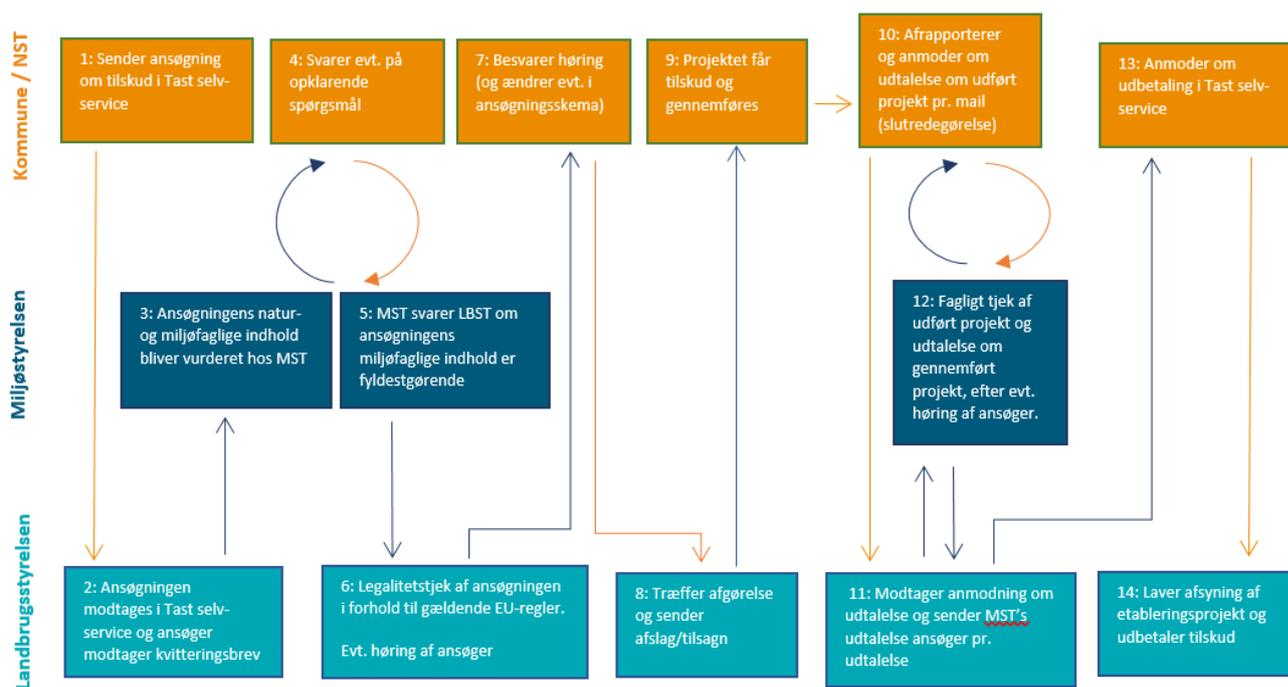 Kommune / NST
1: Sender ansøgning
om tilskud i Tast selv-
service
4: Svarer evt. på
opklarende
spørgsmål
7: Besvarer høring
(og ændrer evt. i
ansøgningsskema)
9: Projektet får
tilskud og
gennemføres
10: Afrapporterer
og anmoder om
udtalelse om udført
projekt pr. mail
(slutredegørelse)
13: Anmoder om
udbetaling i Tast selv-
service
Miljøstyrelsen
3: Ansøgningens natur-
og miljøfaglige indhold
bliver vurderet hos MST
5: MST svarer LBST om
ansøgningens
miljøfaglige indhold er
fyldestgørende
12: Fagligt tjek af
udført projekt og
udtalelse om
gennemført
projekt, efter evt.
høring af ansøger.
Landbrugsstyrelsen
2: Ansøgningen
modtages i Tast selv-
service og ansøger
modtager kvitteringsbrev
6: Legalitetstjek af ansøgningen
i forhold til gældende EU-regler.
Evt. høring af ansøger
8: Træffer afgørelse
og sender
afslag/tilsagn
11: Modtager anmodning om
udtalelse og sender MST's
udtalelse ansøger pr.
udtalelse
14: Laver afsyning af
etableringsprojekt og
udbetaler tilskud